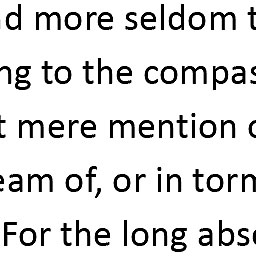 d more seldom t
ng to the compas
t mere mention o
eam of, or in torm
For the long abse